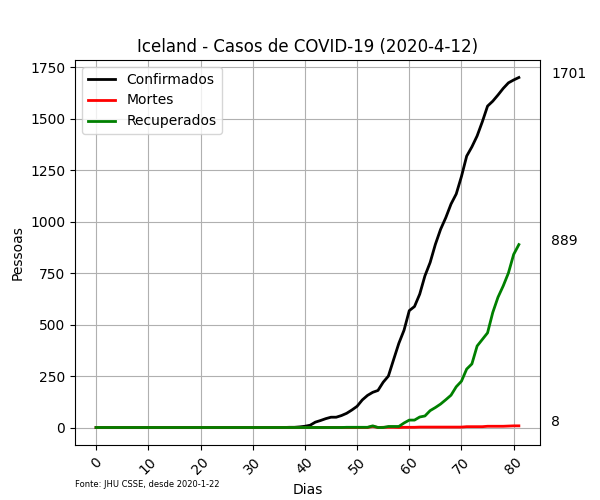 Iceland - Casos de COVID-19 (2020-4-12)
Confirmados
Mortes
Recuperados
1750
1500
1250
1000
750
500
250
0
Pessoas
1701
889
8
0
10
20
30
40
50
60
70
80
Dias
Fonte: JHU CSSE, desde 2020-1-22